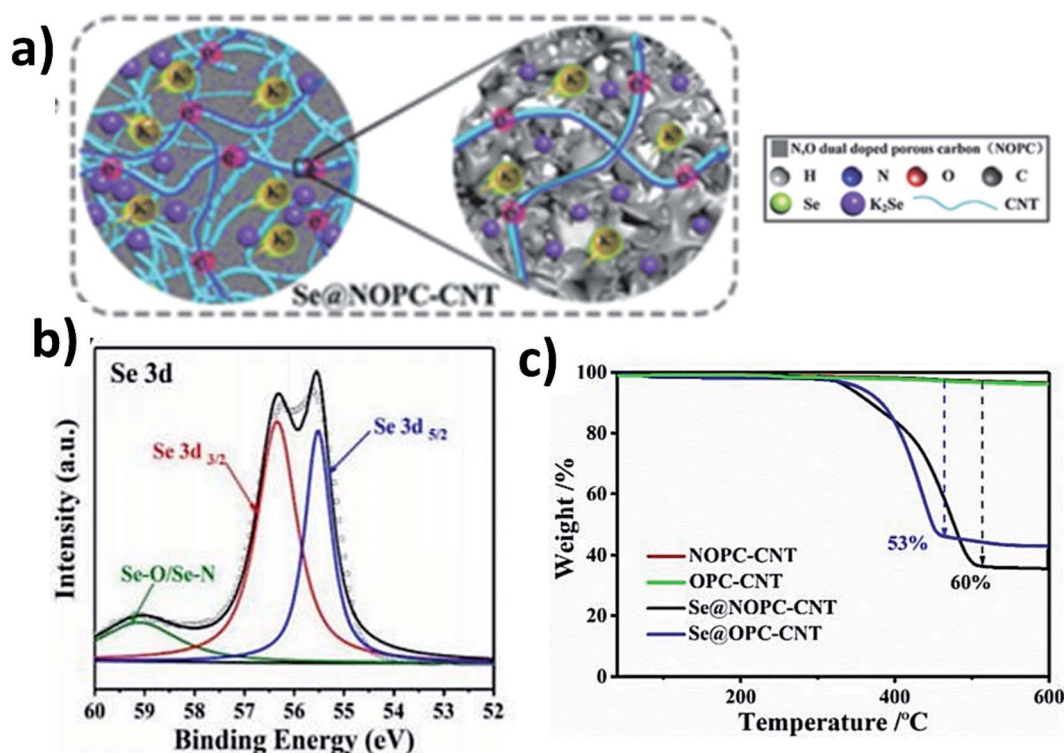 a)
K⁺
K⁺
K⁺
K⁺
e⁻
e⁻
e⁻
e⁻
e⁻
e⁻
K⁺
K⁺
K⁺
K⁺
e⁻
e⁻
e⁻
e⁻
Se@NOPC-CNT
N,O dual doped porous carbon（NOPC）
H N O C
Se K₂Se CNT
b)
Se 3d
Se 3d 5/2
Se 3d 3/2
Se-O/Se-N
Intensity (a.u.)
60 59 58 57 56 55 54 53 52
Binding Energy (eV)
c)
100
80
60
40
20
0
Weight /%
53%
60%
NOPC-CNT
OPC-CNT
Se@NOPC-CNT
Se@OPC-CNT
200 400 600
Temperature /ºC